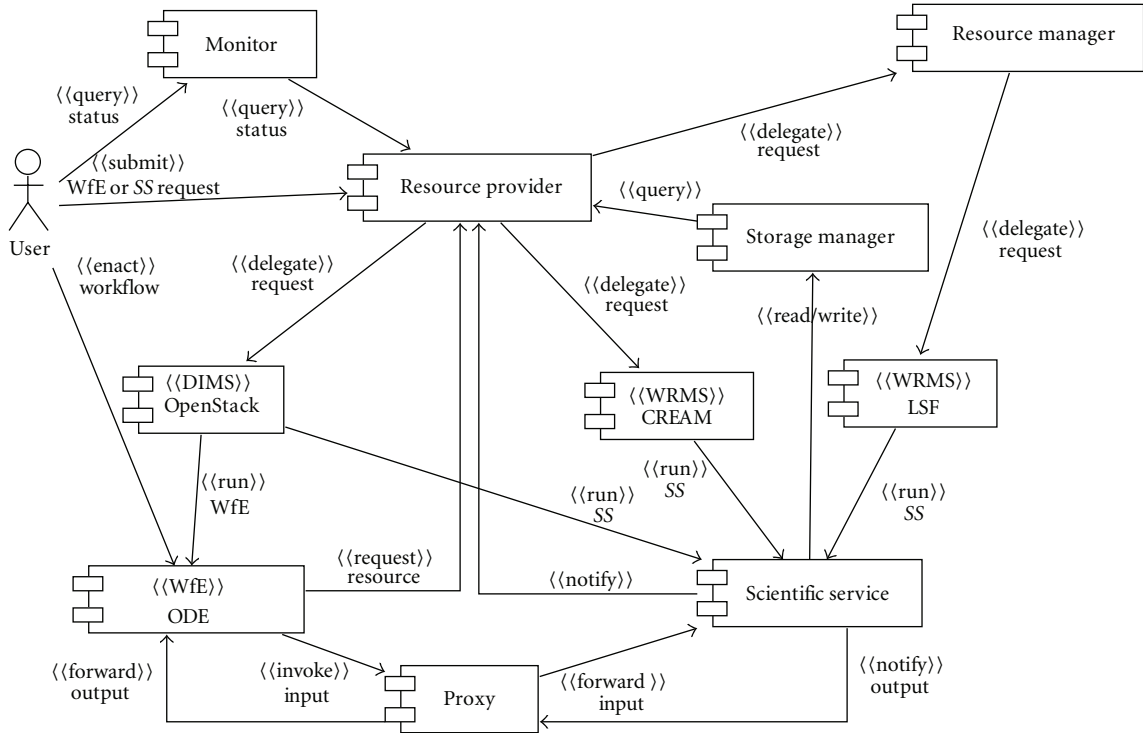 Monitor
Resource manager
⟨⟨query⟩⟩
status
⟨⟨query⟩⟩
status
⟨⟨delegate⟩⟩
request
⟨⟨submit⟩⟩
WfE or SS request
Resource provider
⟨⟨query⟩⟩
Storage manager
⟨⟨delegate⟩⟩
request
User
⟨⟨enact⟩⟩
workflow
⟨⟨delegate⟩⟩
request
⟨⟨delegate⟩⟩
request
⟨⟨read/write⟩⟩
⟨⟨DIMS⟩⟩
OpenStack
⟨⟨WRMS⟩⟩
CREAM
⟨⟨WRMS⟩⟩
LSF
⟨⟨run⟩⟩
WfE
⟨⟨run⟩⟩
SS
⟨⟨run⟩⟩
SS
⟨⟨run⟩⟩
SS
⟨⟨request⟩⟩
resource
⟨⟨notify⟩⟩
⟨⟨WfE⟩⟩
ODE
Scientific service
⟨⟨forward⟩⟩
output
⟨⟨invoke⟩⟩
input
Proxy
⟨⟨forward ⟩⟩
input
⟨⟨notify⟩⟩
output